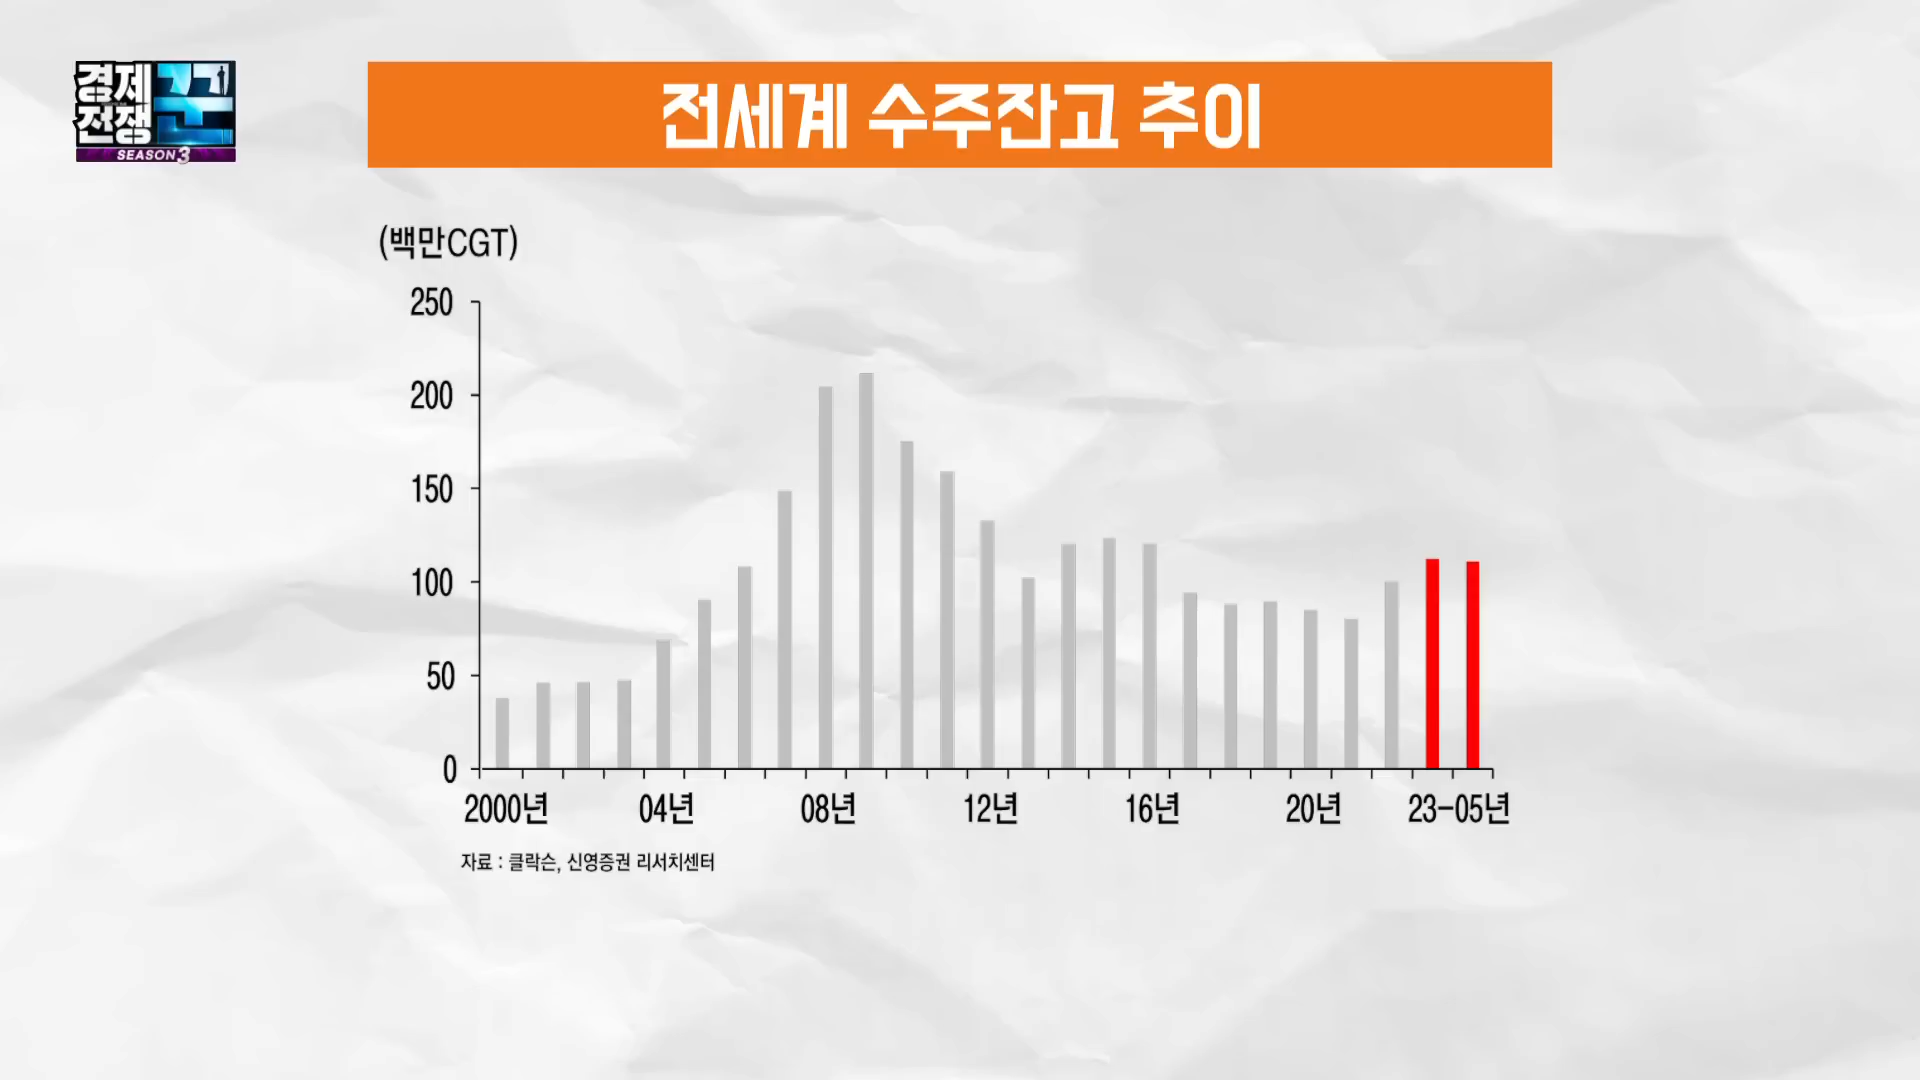 경제
전쟁
꾼
SEASON 3
전세계 수주잔고 추이
(백만CGT)
250
200
150
100
50
0
2000년 04년 08년 12년 16년 20년 23-05년
자료 : 클락슨, 신영증권 리서치센터